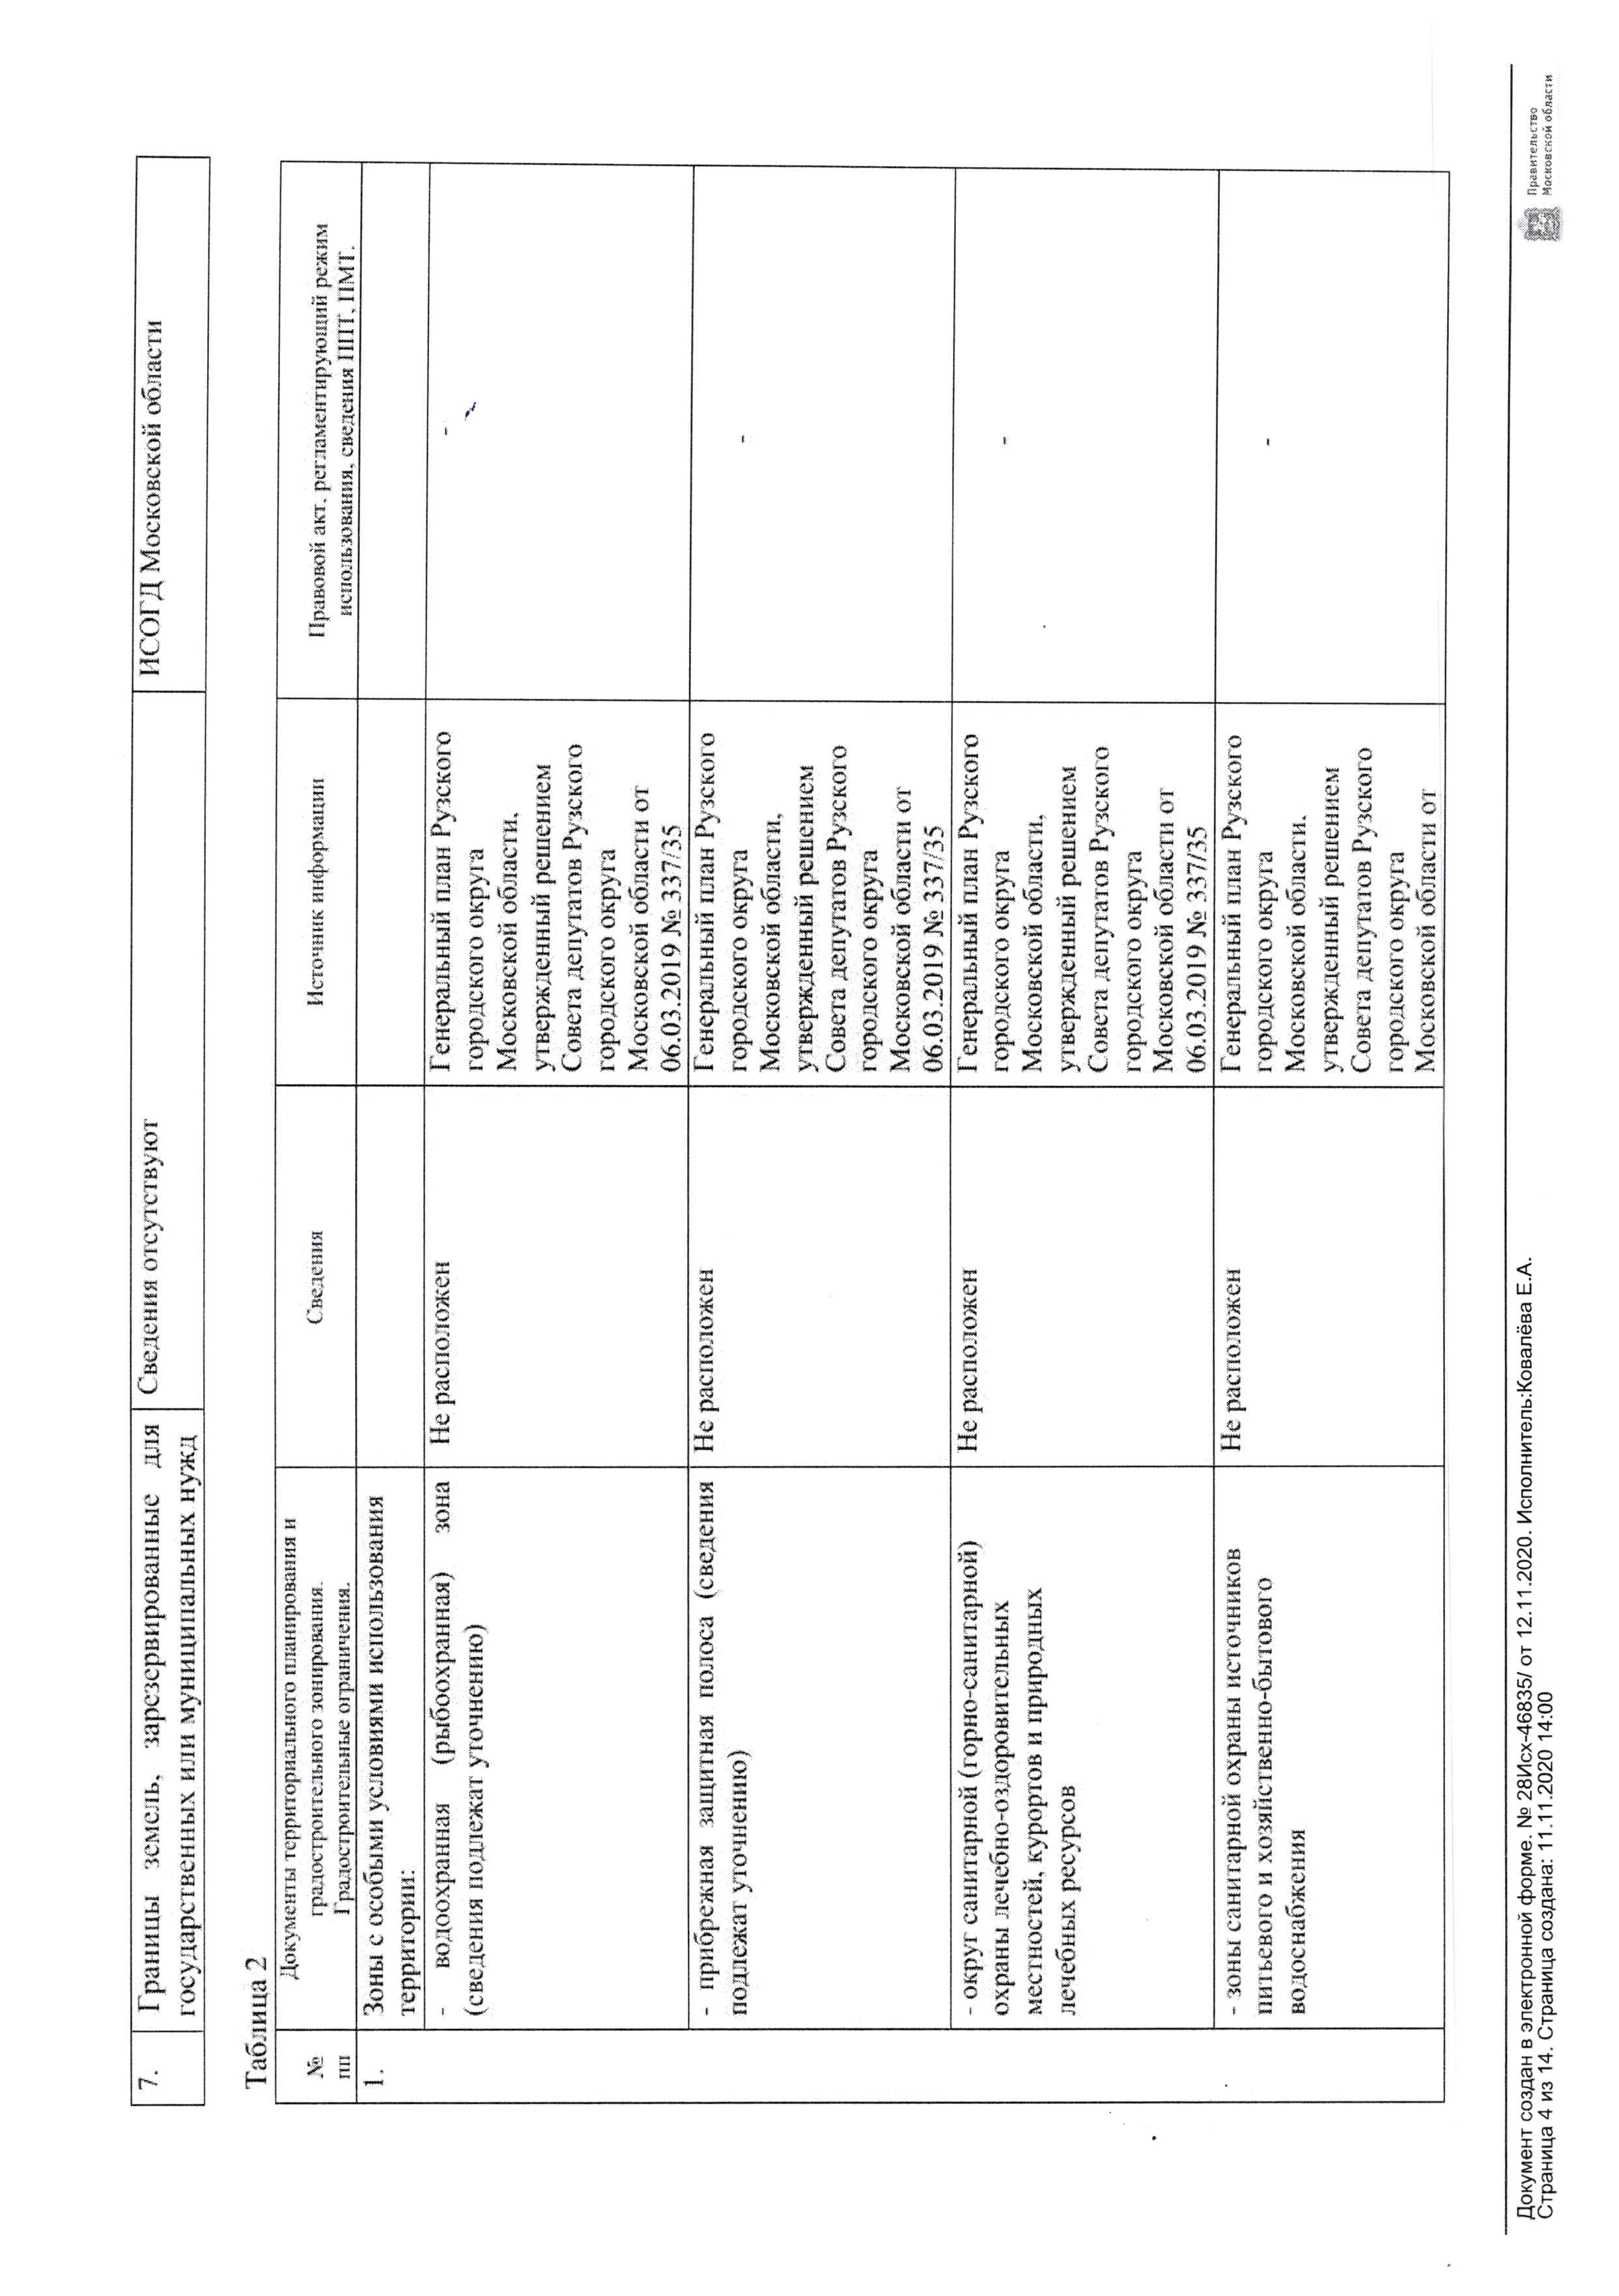 7.
Границы земель, зарезервированные для
государственных или муниципальных нужд
Сведения отсутствуют
ИСОГД Московской области
Таблица 2
№
пп
Документы территориального планирования и
градостроительного зонирования.
Градостроительные ограничения.
Сведения
Источник информации
Правовой акт, регламентирующий режим
использования, сведения ППТ, ПМТ.
1.
Зоны с особыми условиями использования
территории:
- водоохранная (рыбоохранная) зона
(сведения подлежат уточнению)
Не расположен
Генеральный план Рузского
городского округа
Московской области,
утвержденный решением
Совета депутатов Рузского
городского округа
Московской области от
06.03.2019 № 337/35
-
- прибрежная защитная полоса (сведения
подлежат уточнению)
Не расположен
Генеральный план Рузского
городского округа
Московской области,
утвержденный решением
Совета депутатов Рузского
городского округа
Московской области от
06.03.2019 № 337/35
-
- округ санитарной (горно-санитарной)
охраны лечебно-оздоровительных
местностей, курортов и природных
лечебных ресурсов
Не расположен
Генеральный план Рузского
городского округа
Московской области,
утвержденный решением
Совета депутатов Рузского
городского округа
Московской области от
06.03.2019 № 337/35
-
- зоны санитарной охраны источников
питьевого и хозяйственно-бытового
водоснабжения
Не расположен
Генеральный план Рузского
городского округа
Московской области,
утвержденный решением
Совета депутатов Рузского
городского округа
Московской области от
-
Документ создан в электронной форме. № 28Исх-46835/ от 12.11.2020. Исполнитель:Ковалёва Е.А.
Страница 4 из 14. Страница создана: 11.11.2020 14:00
Правительство
Московской области